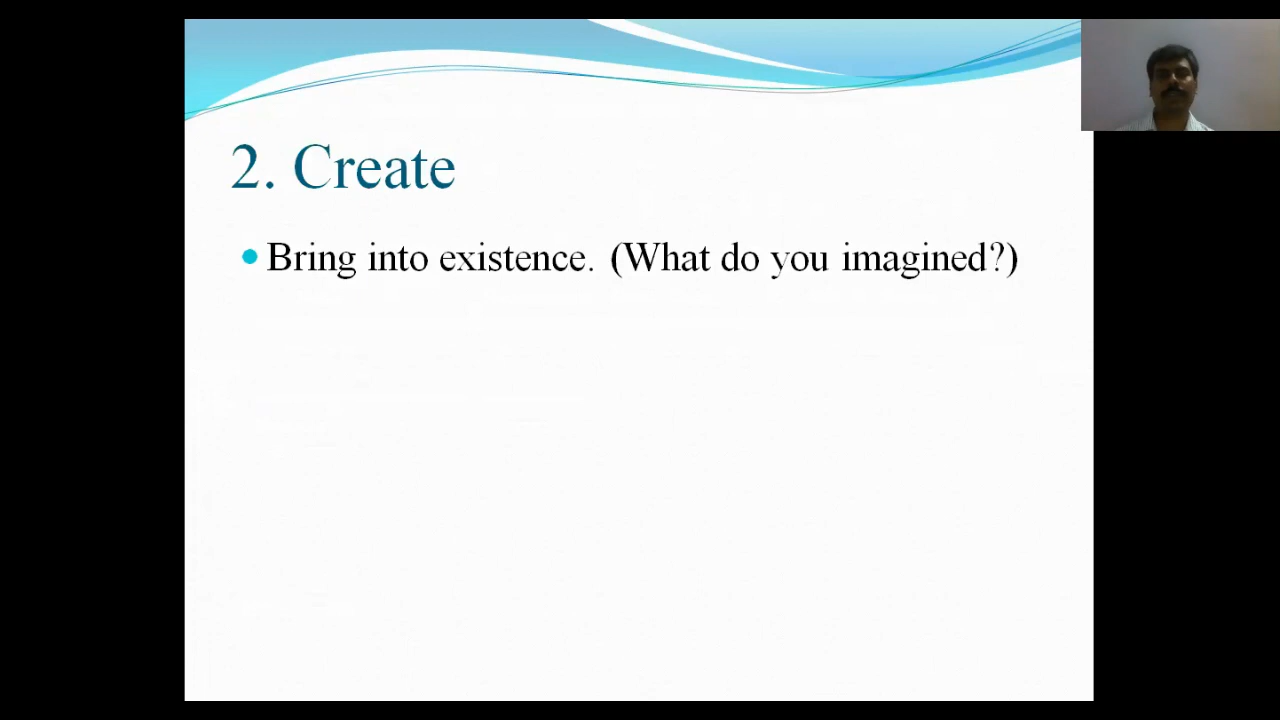 2. Create
Bring into existence. (What do you imagined?)